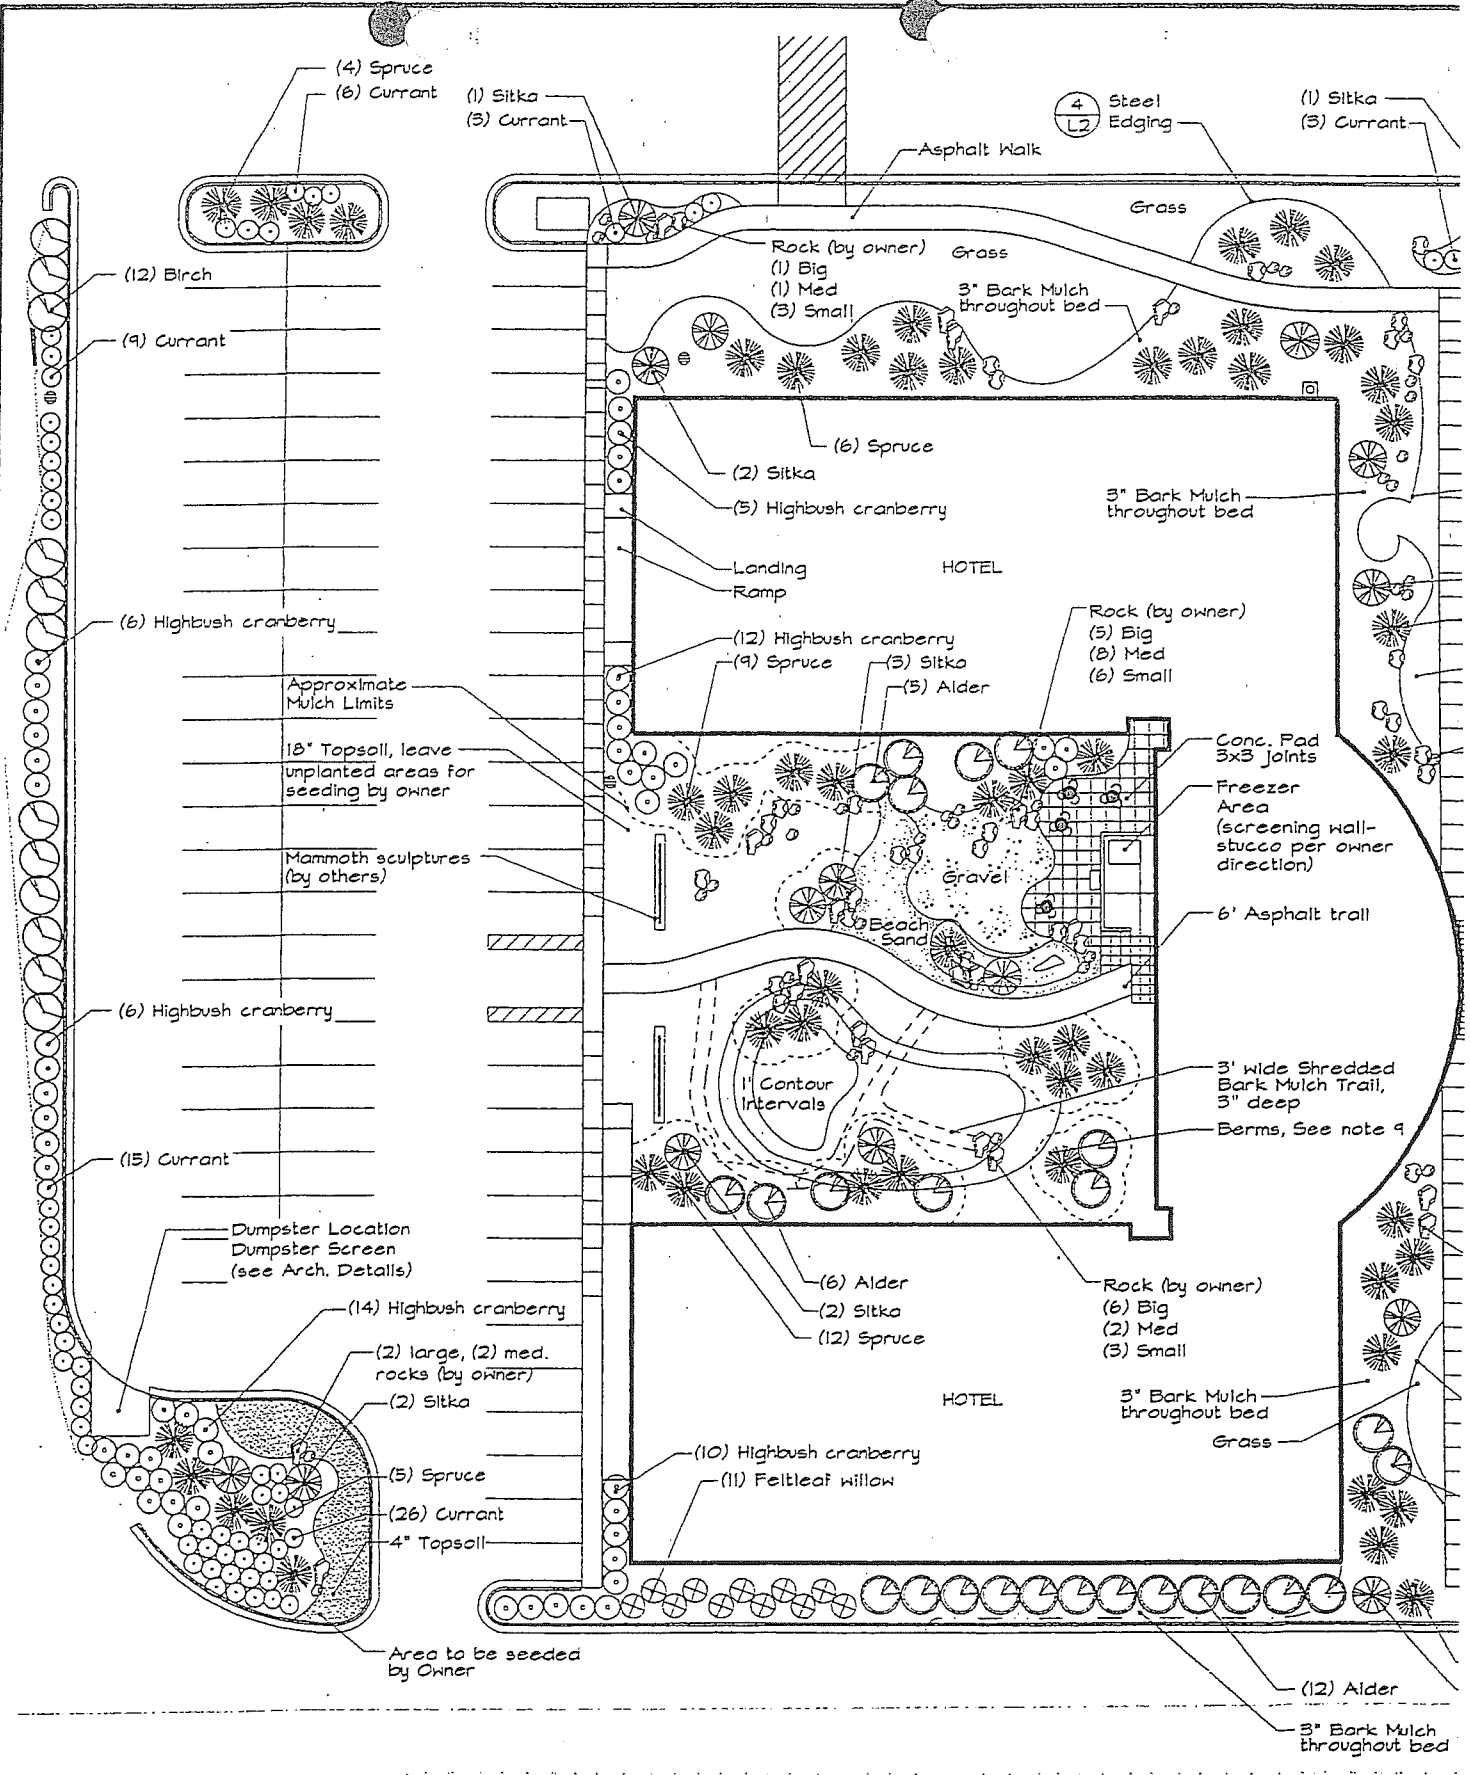 (4) Spruce
(6) Currant
(1) Sitka
(3) Currant
4
L2
Steel
Edging
(1) Sitka
(3) Currant
Asphalt Walk
Grass
Rock (by owner)
(1) Big
(1) Med
(3) Small
Grass
3" Bark Mulch
throughout bed
(12) Birch
(9) Currant
(6) Spruce
(2) Sitka
(5) Highbush cranberry
3" Bark Mulch
throughout bed
Landing
Ramp
HOTEL
(6) Highbush cranberry
(12) Highbush cranberry
(9) Spruce
(3) Sitka
(5) Alder
Rock (by owner)
(5) Big
(8) Med
(6) Small
Approximate
Mulch Limits
18" Topsoil, leave
unplanted areas for
seeding by owner
Conc. Pad
3x3 joints
Freezer
Area
(screening wall-
stucco per owner
direction)
Mammoth sculptures
(by others)
Gravel
Beach
Sand
6' Asphalt trail
(6) Highbush cranberry
1' Contour
Intervals
3' wide Shredded
Bark Mulch Trail,
3" deep
Berms, See note 9
(15) Currant
Dumpster Location
Dumpster Screen
(see Arch. Details)
(6) Alder
(2) Sitka
(12) Spruce
Rock (by owner)
(6) Big
(2) Med
(3) Small
(14) Highbush cranberry
(2) large, (2) med.
rocks (by owner)
(2) Sitka
HOTEL
3" Bark Mulch
throughout bed
Grass
(10) Highbush cranberry
(11) Feltleaf willow
(5) Spruce
(26) Currant
4" Topsoil
Area to be seeded
by Owner
(12) Alder
3" Bark Mulch
throughout bed